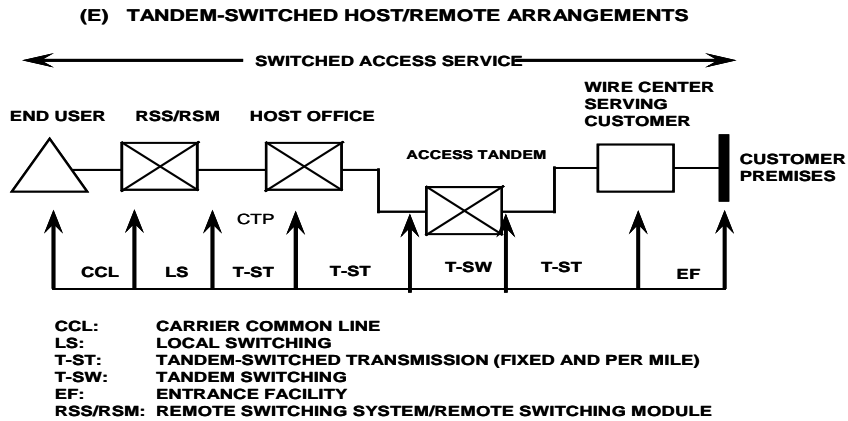 (E) TANDEM-SWITCHED HOST/REMOTE ARRANGEMENTS
SWITCHED ACCESS SERVICE
WIRE CENTER
SERVING
CUSTOMER
END USER
RSS/RSM
HOST OFFICE
ACCESS TANDEM
CUSTOMER
PREMISES
CTP
CCL
LS
T-ST
T-ST
T-SW
T-ST
EF
CCL: CARRIER COMMON LINE
LS: LOCAL SWITCHING
T-ST: TANDEM-SWITCHED TRANSMISSION (FIXED AND PER MILE)
T-SW: TANDEM SWITCHING
EF: ENTRANCE FACILITY
RSS/RSM: REMOTE SWITCHING SYSTEM/REMOTE SWITCHING MODULE